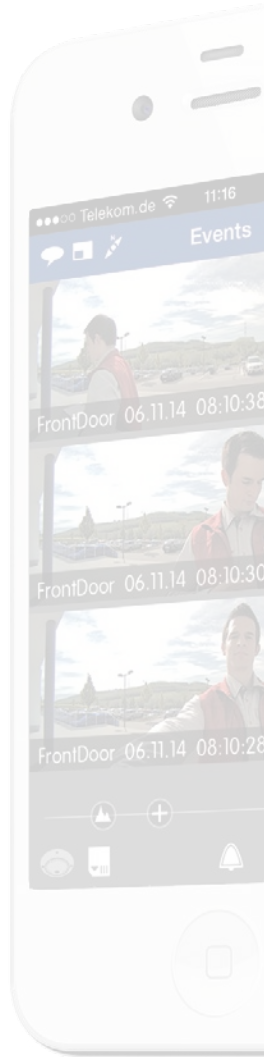 Telekom.de 11:16
Events
FrontDoor 06.11.14 08:10:38
FrontDoor 06.11.14 08:10:30
FrontDoor 06.11.14 08:10:28